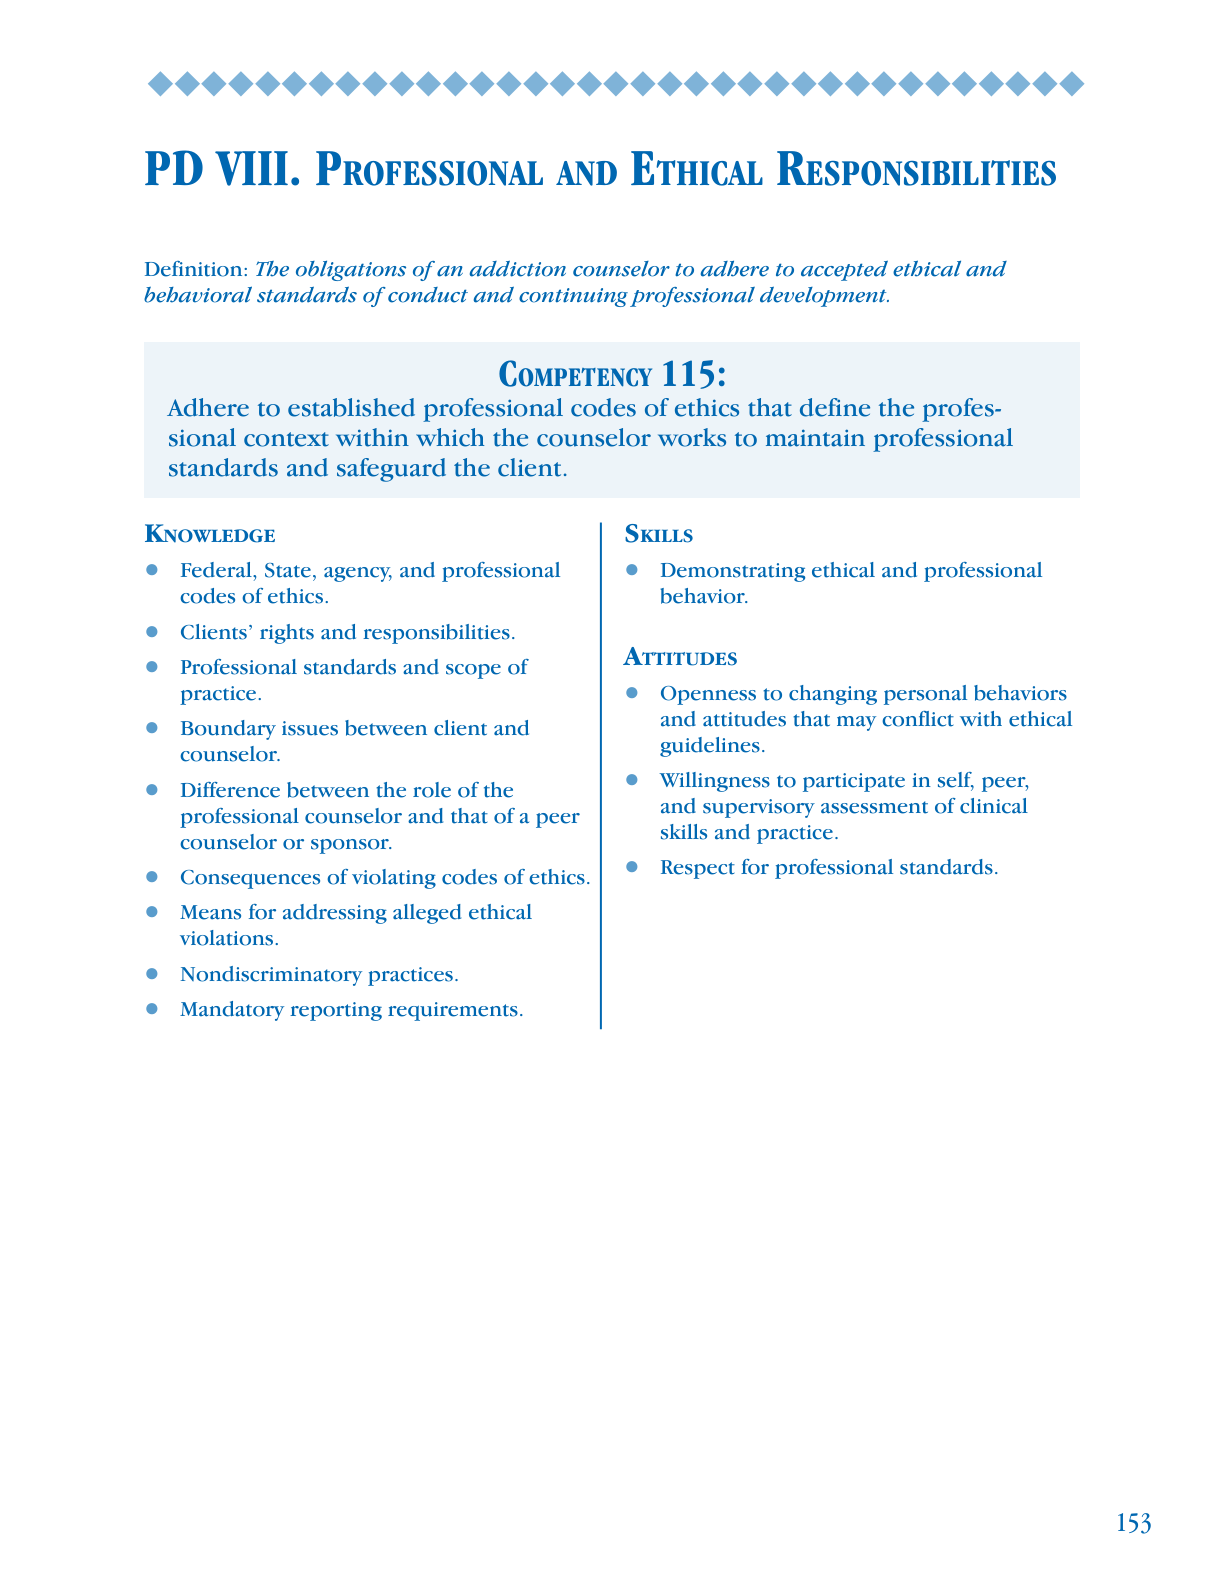 PD VIII. Professional and Ethical Responsibilities
Definition: The obligations of an addiction counselor to adhere to accepted ethical and
behavioral standards of conduct and continuing professional development.
Competency 115:
Adhere to established professional codes of ethics that define the profes-
sional context within which the counselor works to maintain professional
standards and safeguard the client.
Knowledge
● Federal, State, agency, and professional
codes of ethics.
● Clients’ rights and responsibilities.
● Professional standards and scope of
practice.
● Boundary issues between client and
counselor.
● Difference between the role of the
professional counselor and that of a peer
counselor or sponsor.
● Consequences of violating codes of ethics.
● Means for addressing alleged ethical
violations.
● Nondiscriminatory practices.
● Mandatory reporting requirements.
Skills
● Demonstrating ethical and professional
behavior.
Attitudes
● Openness to changing personal behaviors
and attitudes that may conflict with ethical
guidelines.
● Willingness to participate in self, peer,
and supervisory assessment of clinical
skills and practice.
● Respect for professional standards.
153